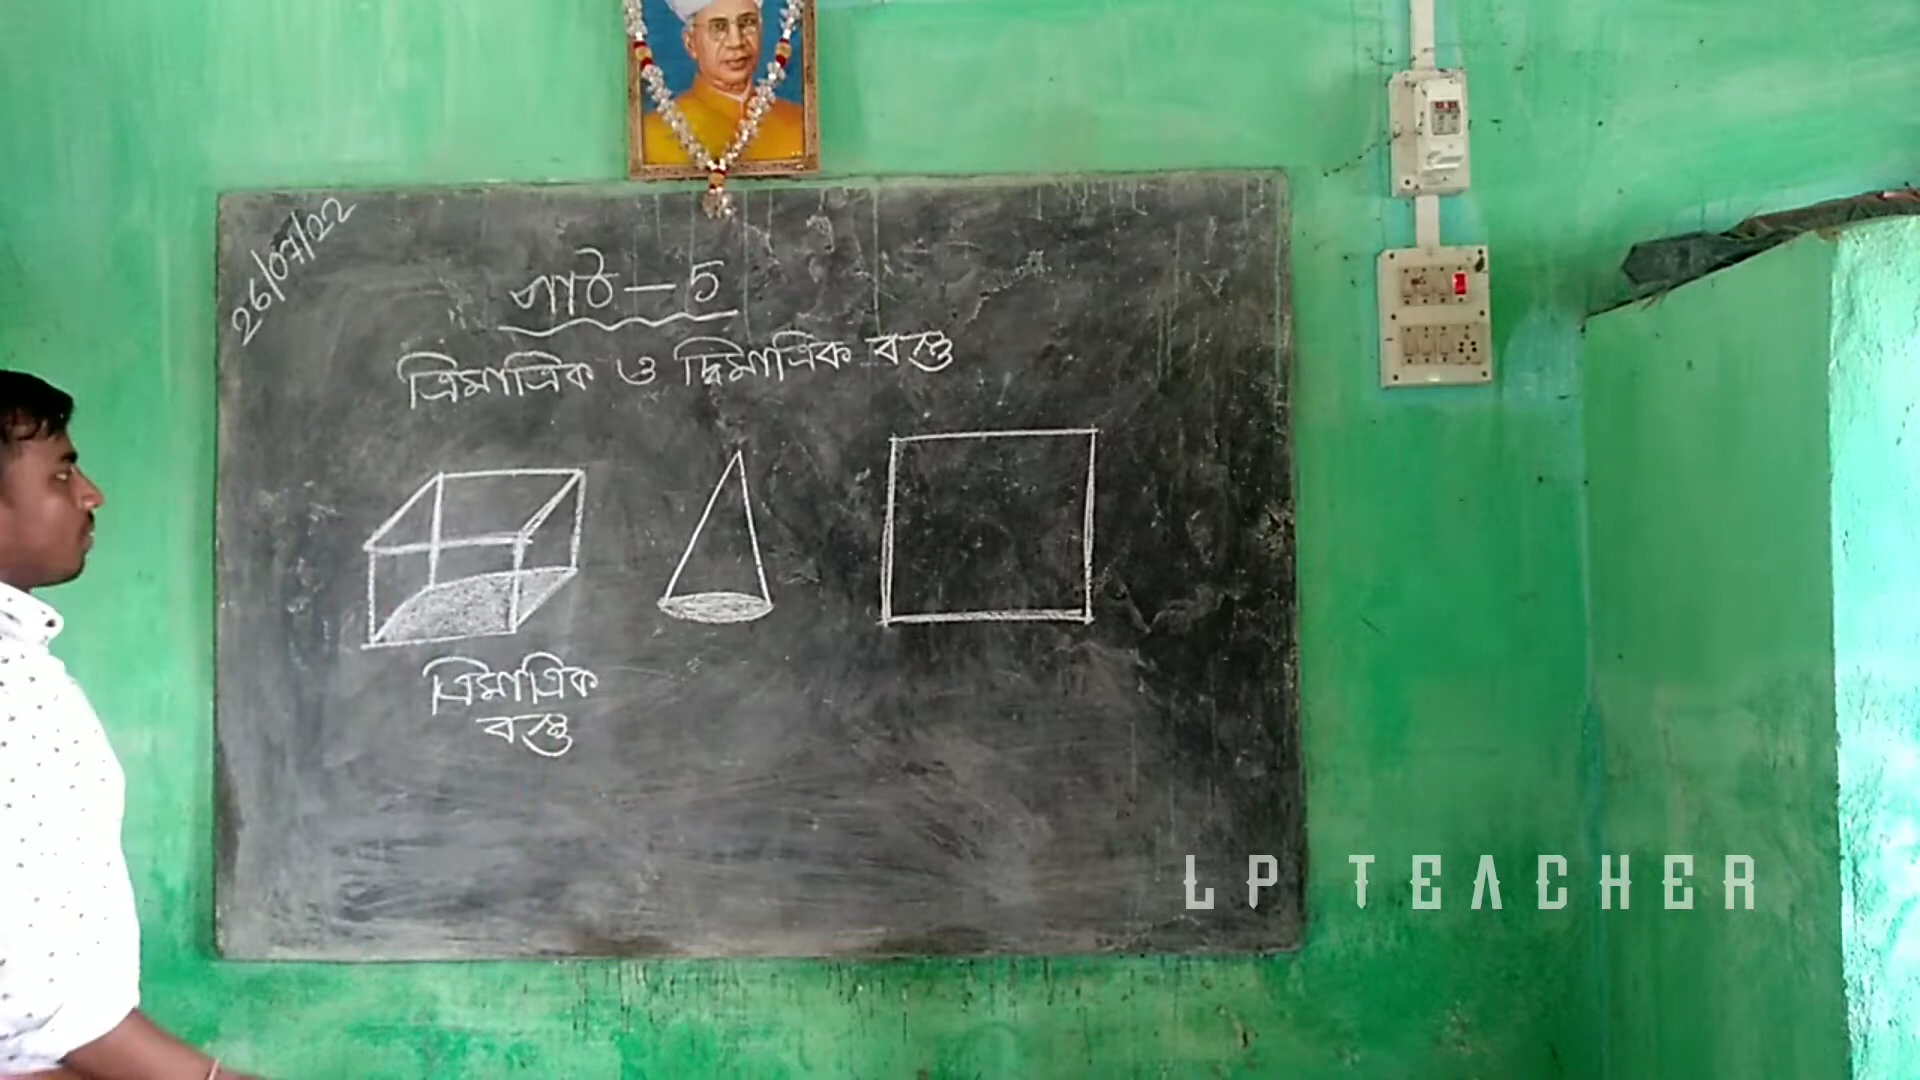 26/07/22
পাঠ - 5
ত্রিমাত্রিক ও দ্বিমাত্রিক বস্তু
ত্রিমাত্রিক
বস্তু
LP TEACHER